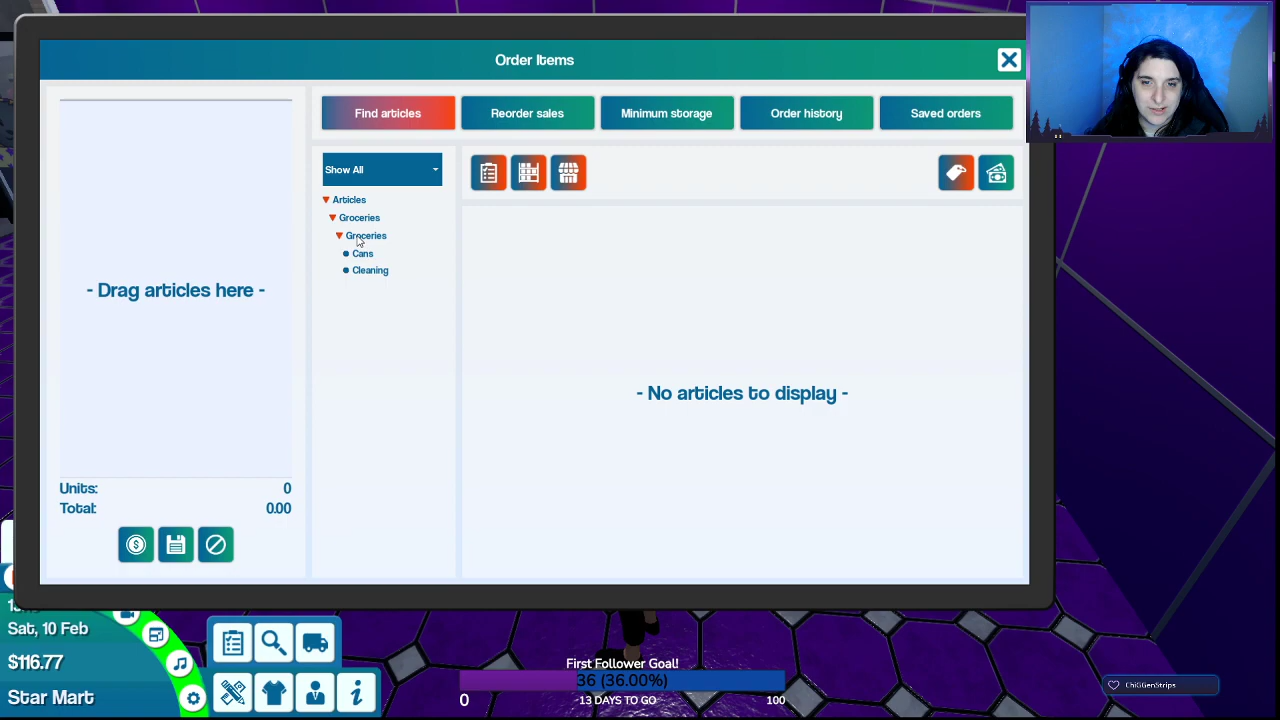 Order Items
Find articles
Reorder sales
Minimum storage
Order history
Saved orders
Show All
Articles
Groceries
Groceries
Cans
Cleaning
- Drag articles here -
- No articles to display -
Units: 0
Total: 0.00
Sat, 10 Feb
$116.77
Star Mart
First Follower Goal!
36 (36.00%)
0
13 DAYS TO GO
100
ChiGGenStrips